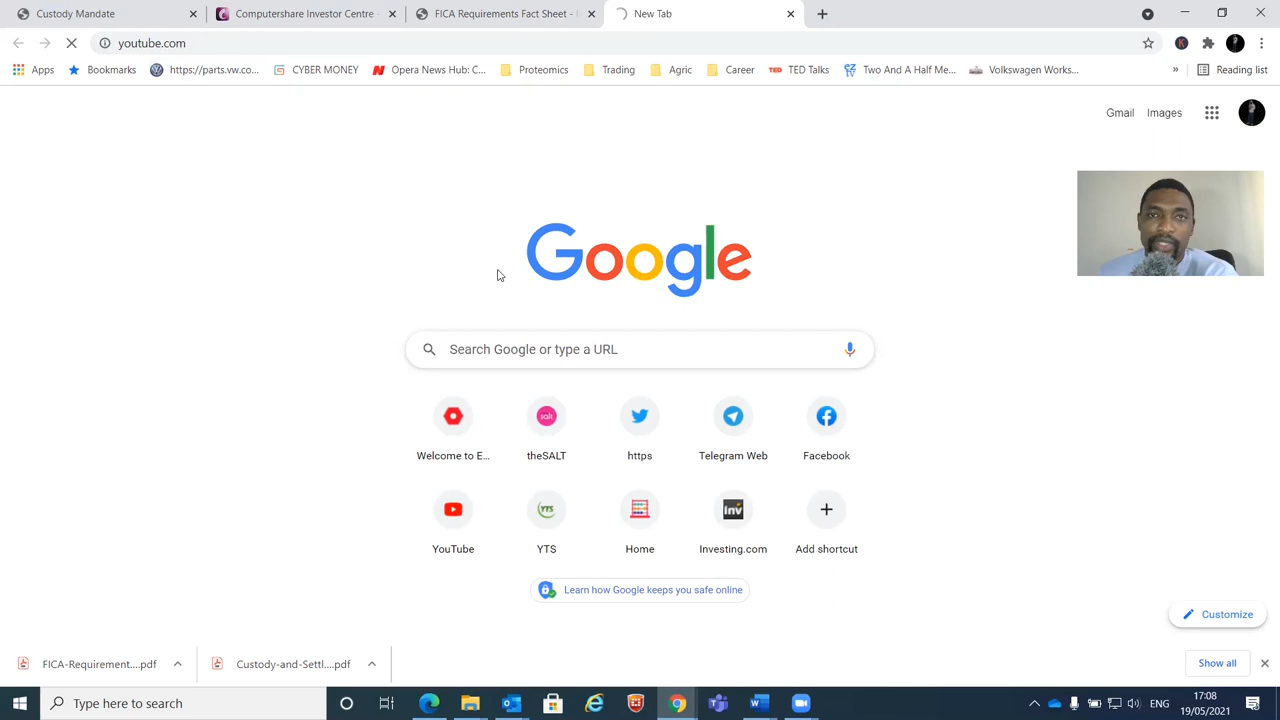 Custody Mandate
Computershare Investor Centre -
FICA Requirements Fact Sheet - I
New Tab
youtube.com
Apps
Bookmarks
https://parts.vw.co...
CYBER MONEY
Opera News Hub: C...
Proteomics
Trading
Agric
Career
TED
TED Talks
Two And A Half Me...
Volkswagen Works...
»
Reading list
Gmail
Images
Google
Search Google or type a URL
salt
Welcome to E...
theSALT
https
Telegram Web
Facebook
YTS
Inv
YouTube
YTS
Home
Investing.com
Add shortcut
Learn how Google keeps you safe online
Customize
FICA-Requirement....pdf
Custody-and-Settl....pdf
Show all
Type here to search
ENG
17:08
19/05/2021